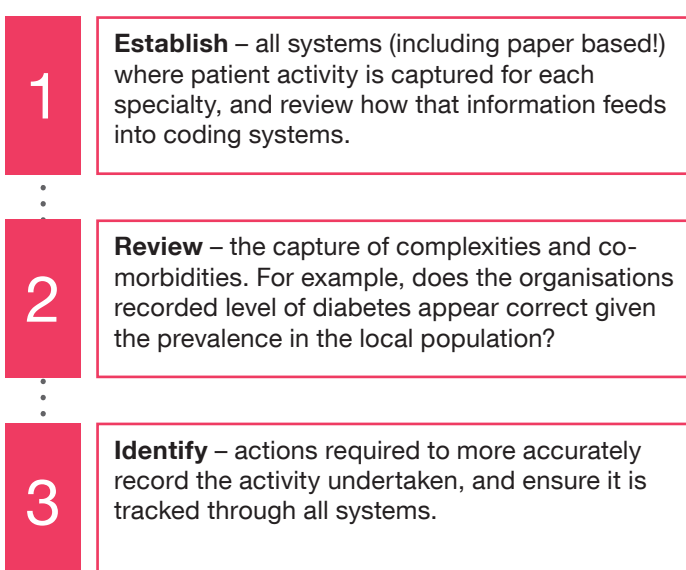 1
Establish – all systems (including paper based!)
where patient activity is captured for each
specialty, and review how that information feeds
into coding systems.
2
Review – the capture of complexities and co-
morbidities. For example, does the organisations
recorded level of diabetes appear correct given
the prevalence in the local population?
3
Identify – actions required to more accurately
record the activity undertaken, and ensure it is
tracked through all systems.